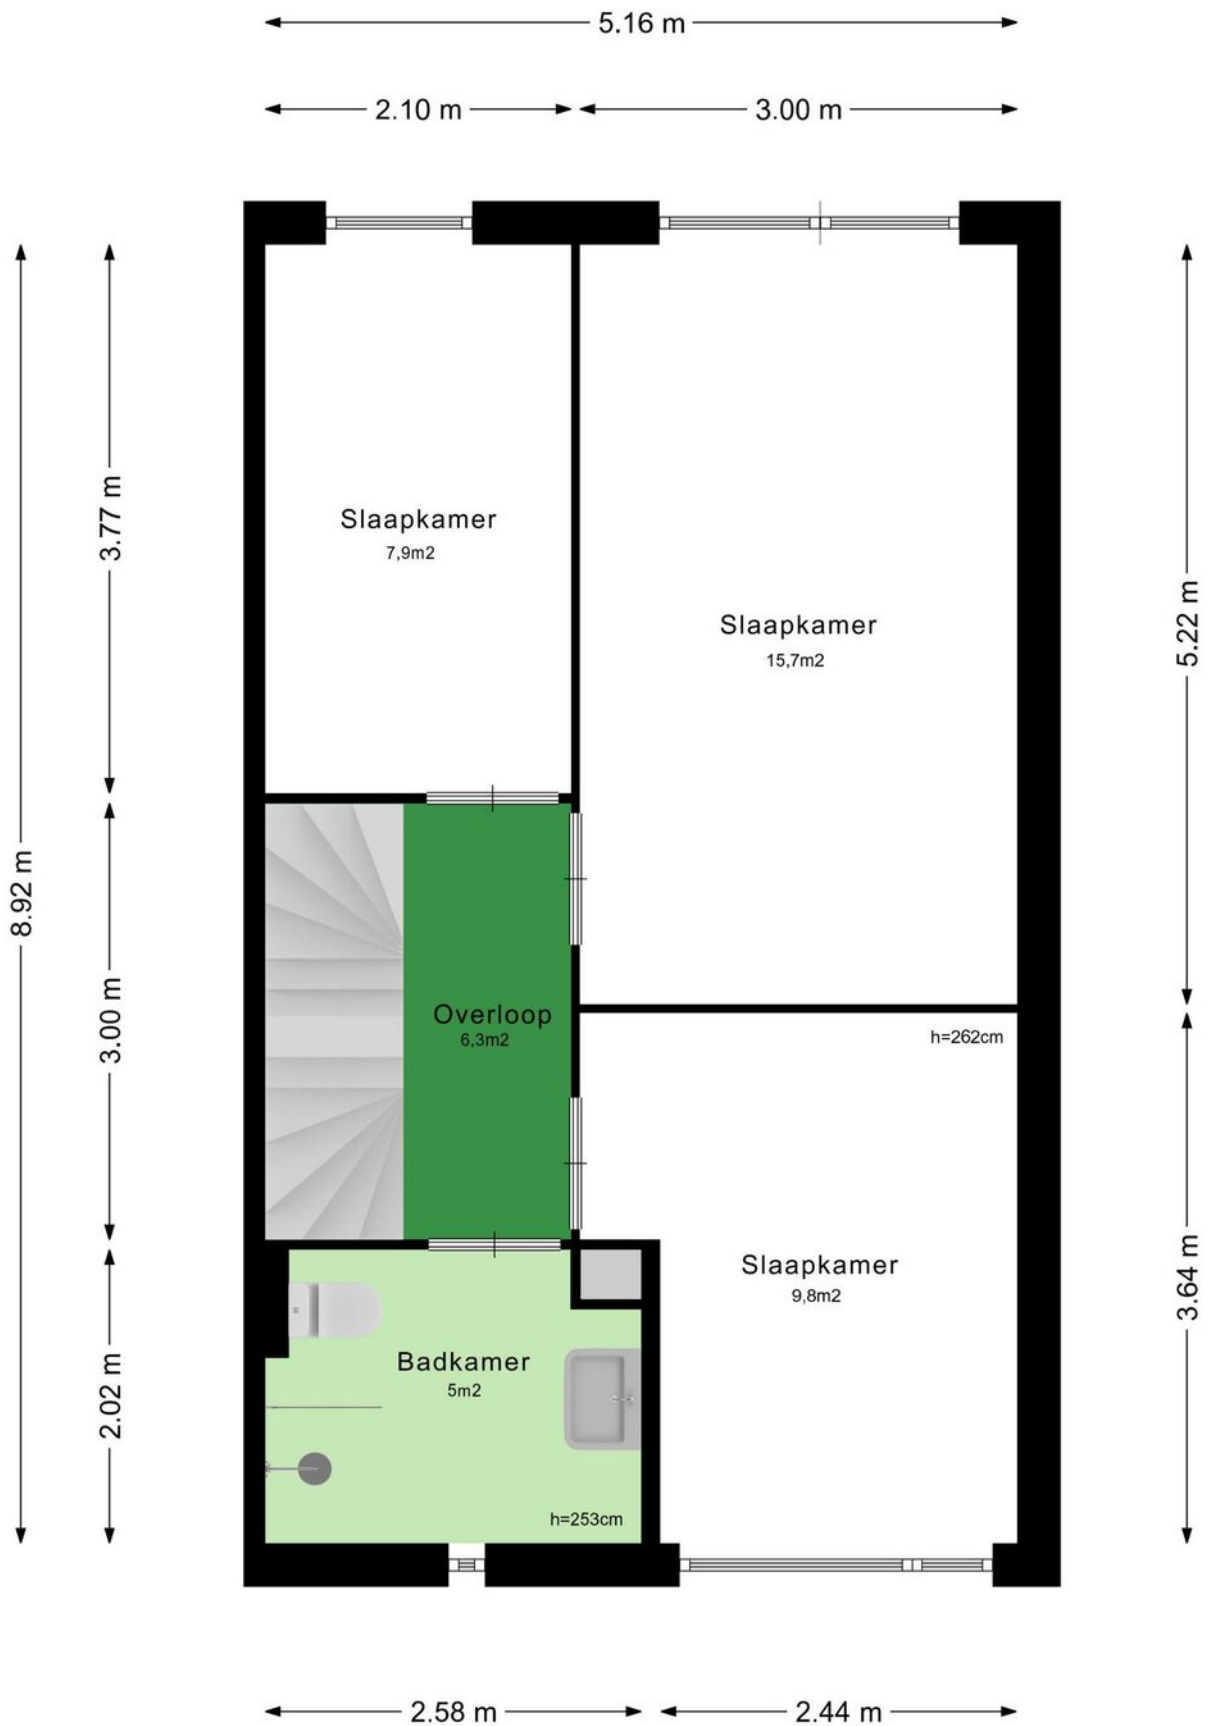 5.16 m
2.10 m
3.00 m
8.92 m
3.77 m
3.00 m
2.02 m
Slaapkamer
7,9m2
Slaapkamer
15,7m2
Overloop
6,3m2
h=262cm
Slaapkamer
9,8m2
Badkamer
5m2
h=253cm
5.22 m
3.64 m
2.58 m
2.44 m